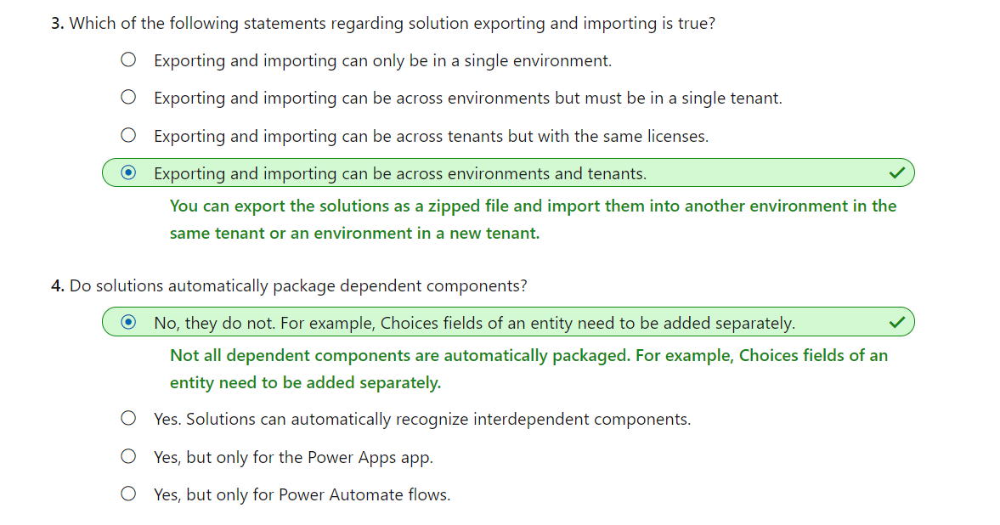 3. Which of the following statements regarding solution exporting and importing is true?
Exporting and importing can only be in a single environment.
Exporting and importing can be across environments but must be in a single tenant.
Exporting and importing can be across tenants but with the same licenses.
Exporting and importing can be across environments and tenants.
You can export the solutions as a zipped file and import them into another environment in the
same tenant or an environment in a new tenant.
4. Do solutions automatically package dependent components?
No, they do not. For example, Choices fields of an entity need to be added separately.
Not all dependent components are automatically packaged. For example, Choices fields of an
entity need to be added separately.
Yes. Solutions can automatically recognize interdependent components.
Yes, but only for the Power Apps app.
Yes, but only for Power Automate flows.